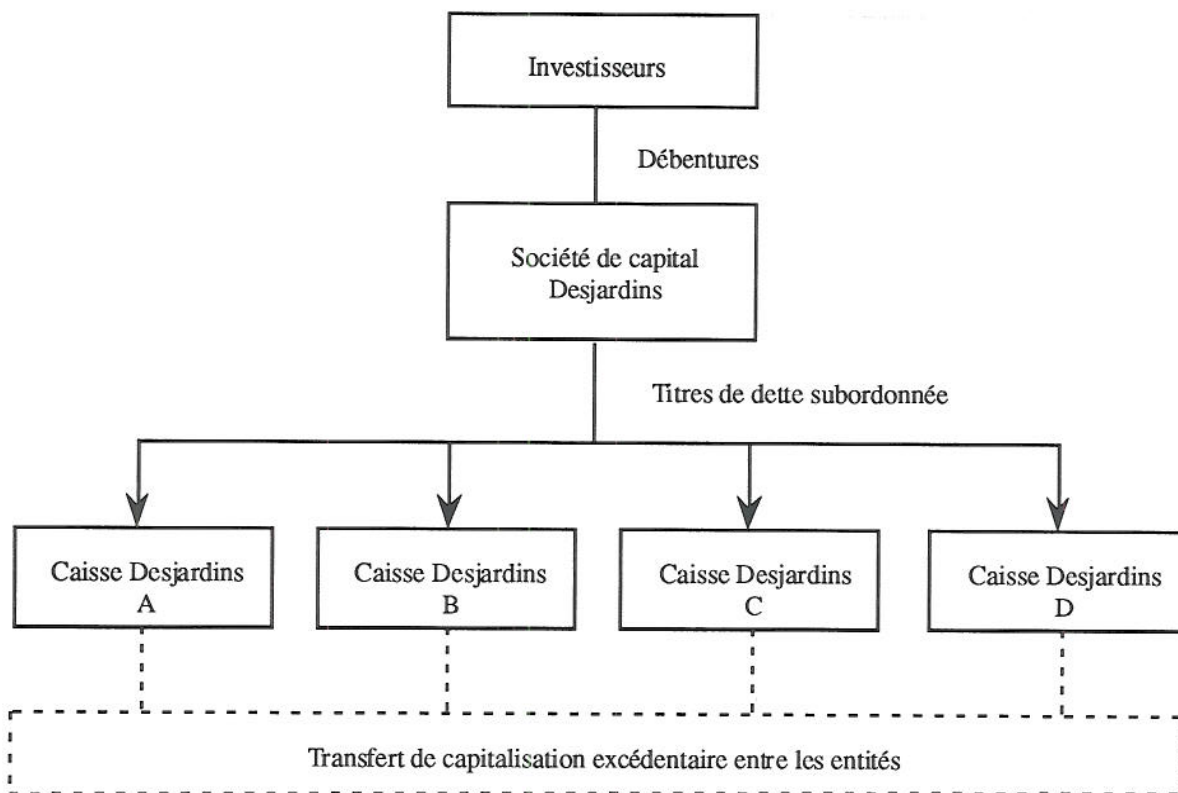 Investisseurs
Débentures
Société de capital
Desjardins
Titres de dette subordonnée
Caisse Desjardins
A
Caisse Desjardins
B
Caisse Desjardins
C
Caisse Desjardins
D
Transfert de capitalisation excédentaire entre les entités